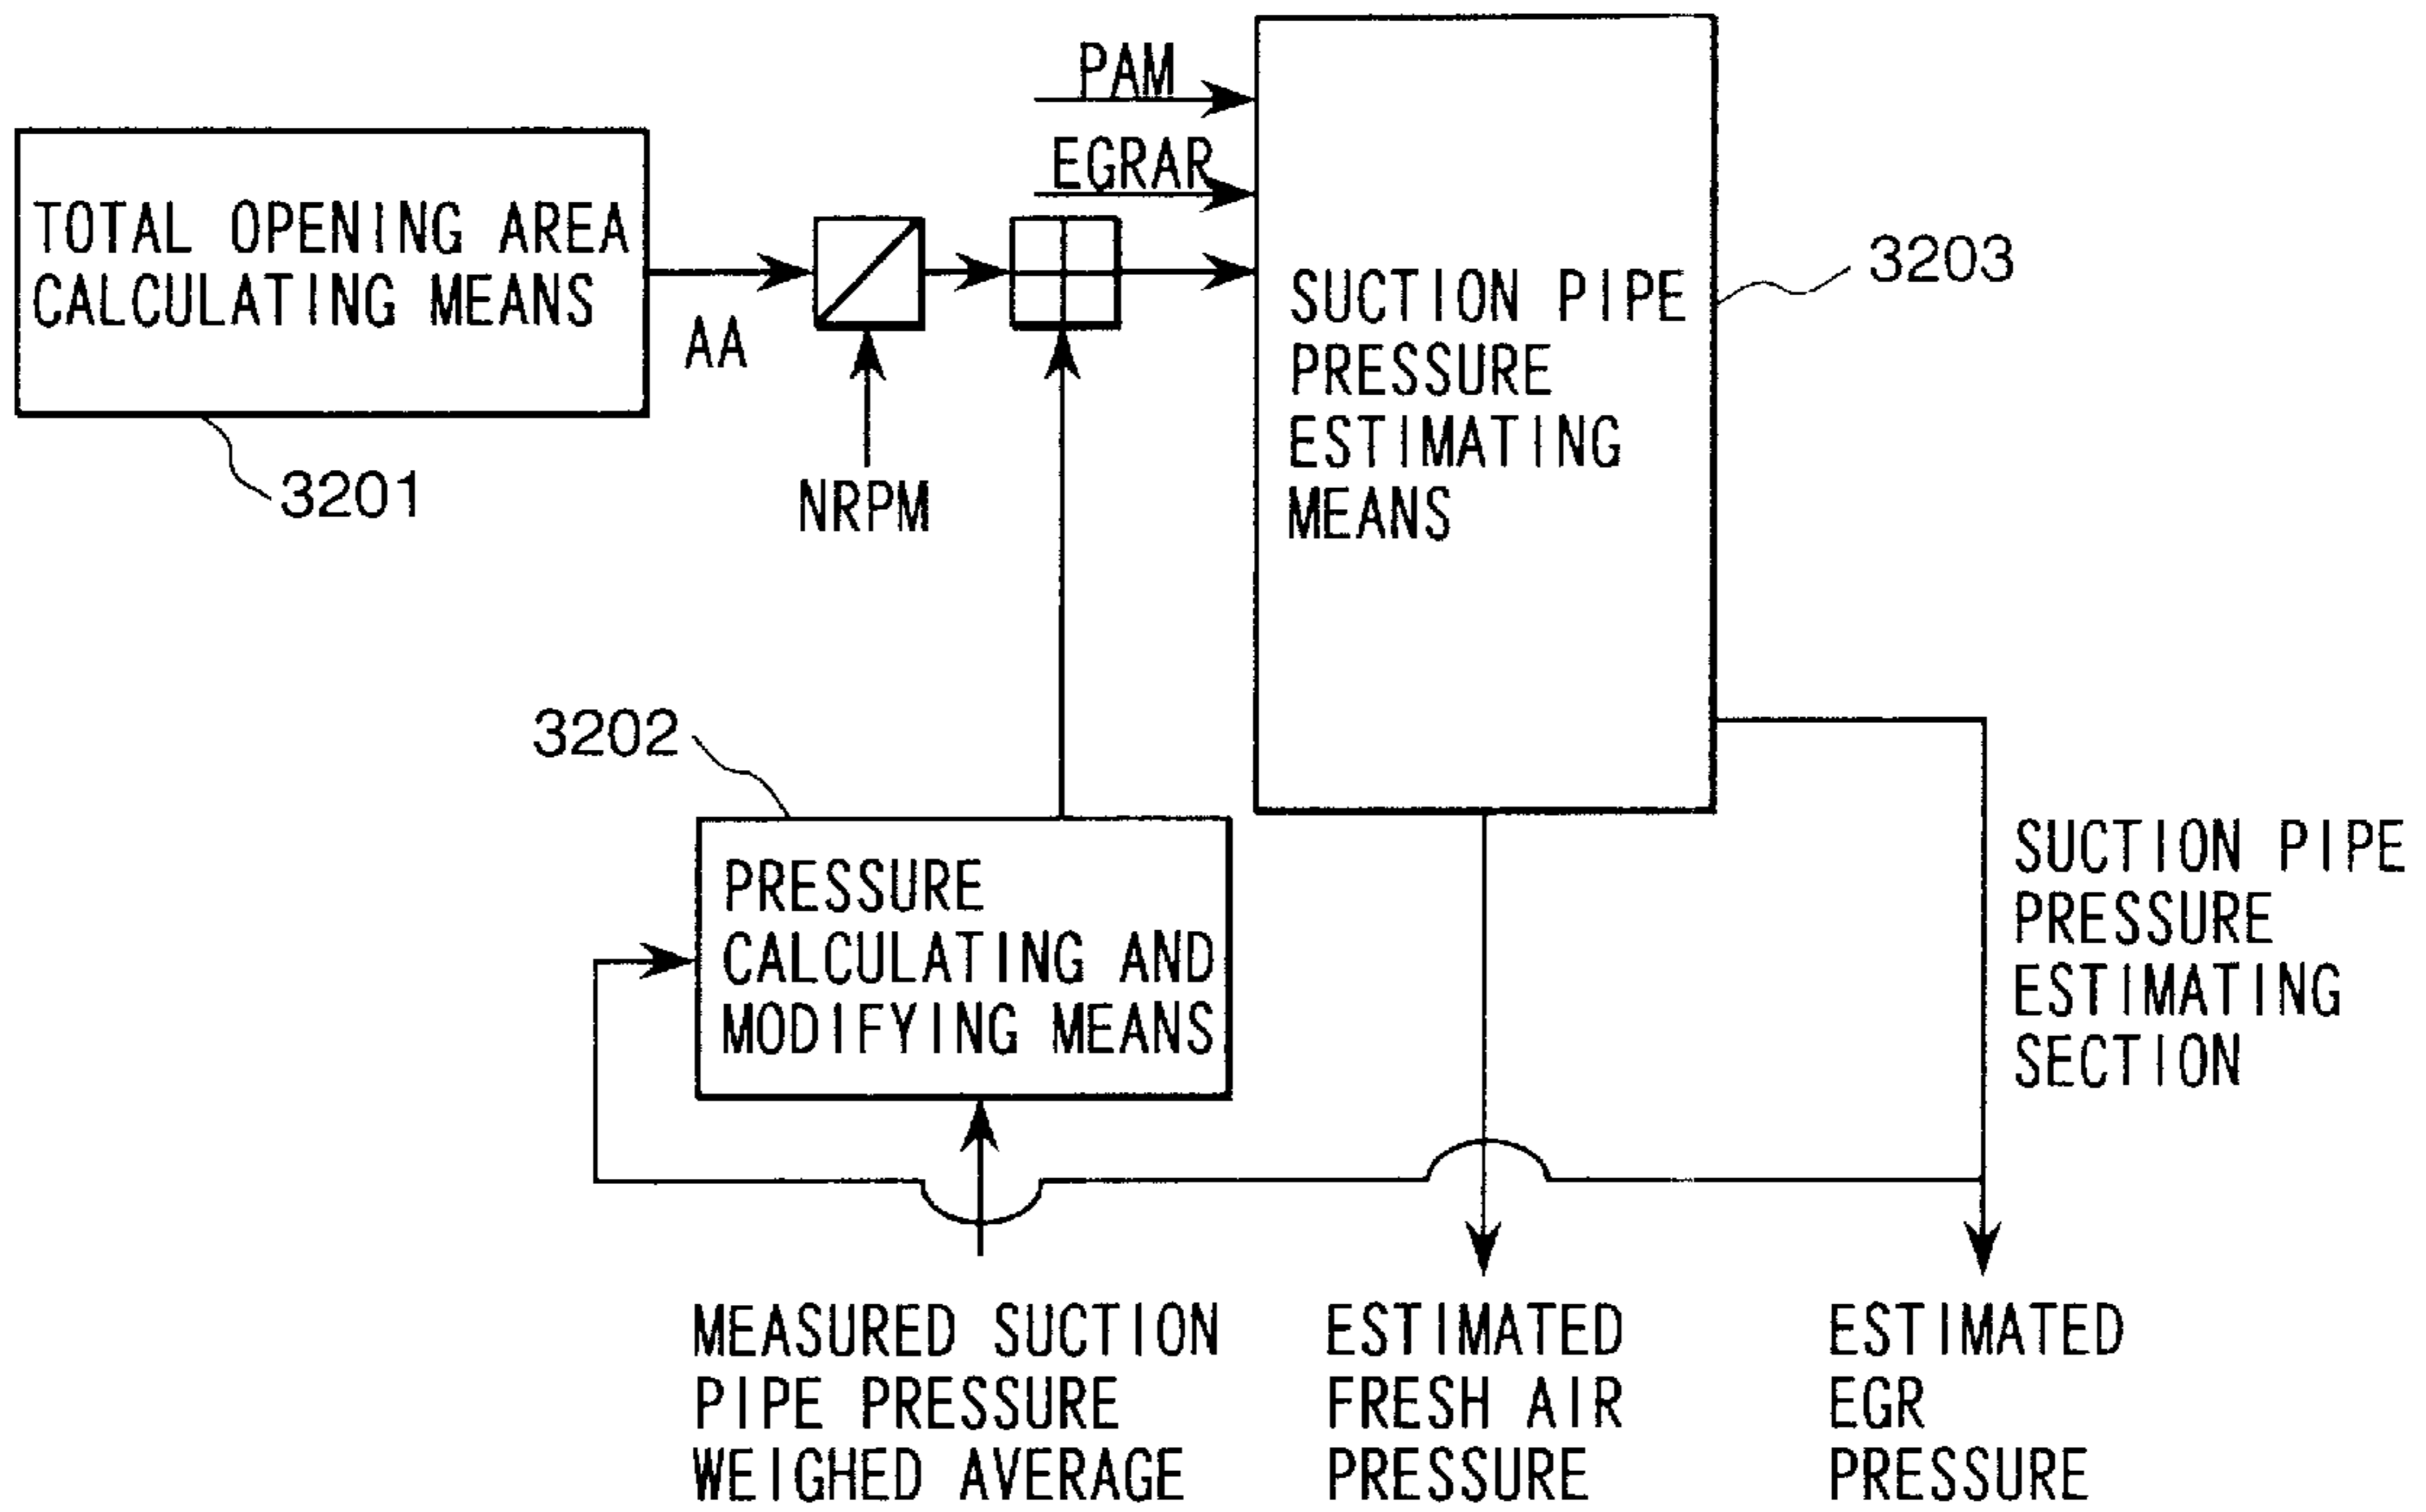 PAM
EGRAR
TOTAL OPENING AREA
CALCULATING MEANS
AA
NRPM
3201
SUCTION PIPE
PRESSURE
ESTIMATING
MEANS
3203
3202
PRESSURE
CALCULATING AND
MODIFYING MEANS
SUCTION PIPE
PRESSURE
ESTIMATING
SECTION
MEASURED SUCTION
PIPE PRESSURE
WEIGHED AVERAGE
ESTIMATED
FRESH AIR
PRESSURE
ESTIMATED
EGR
PRESSURE